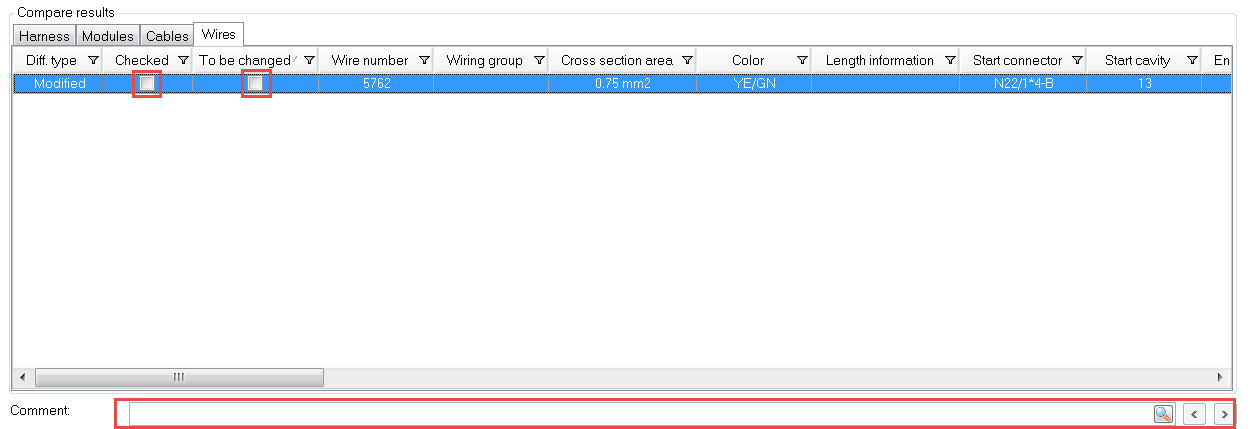 Compare results
Harness Modules Cables Wires
Diff. type Checked To be changed Wire number Wiring group Cross section area Color Length information Start connector Start cavity En
Modified 5762 0.75 mm2 YE/GN N22/1*4-B 13
Comment: